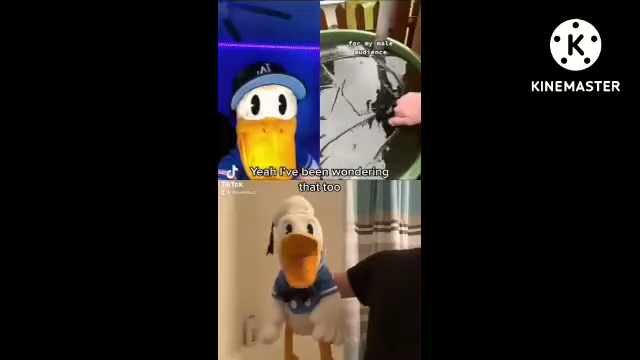 for my male
audience.
KINEMASTER
Yeah I've been wondering
that too
TikTok